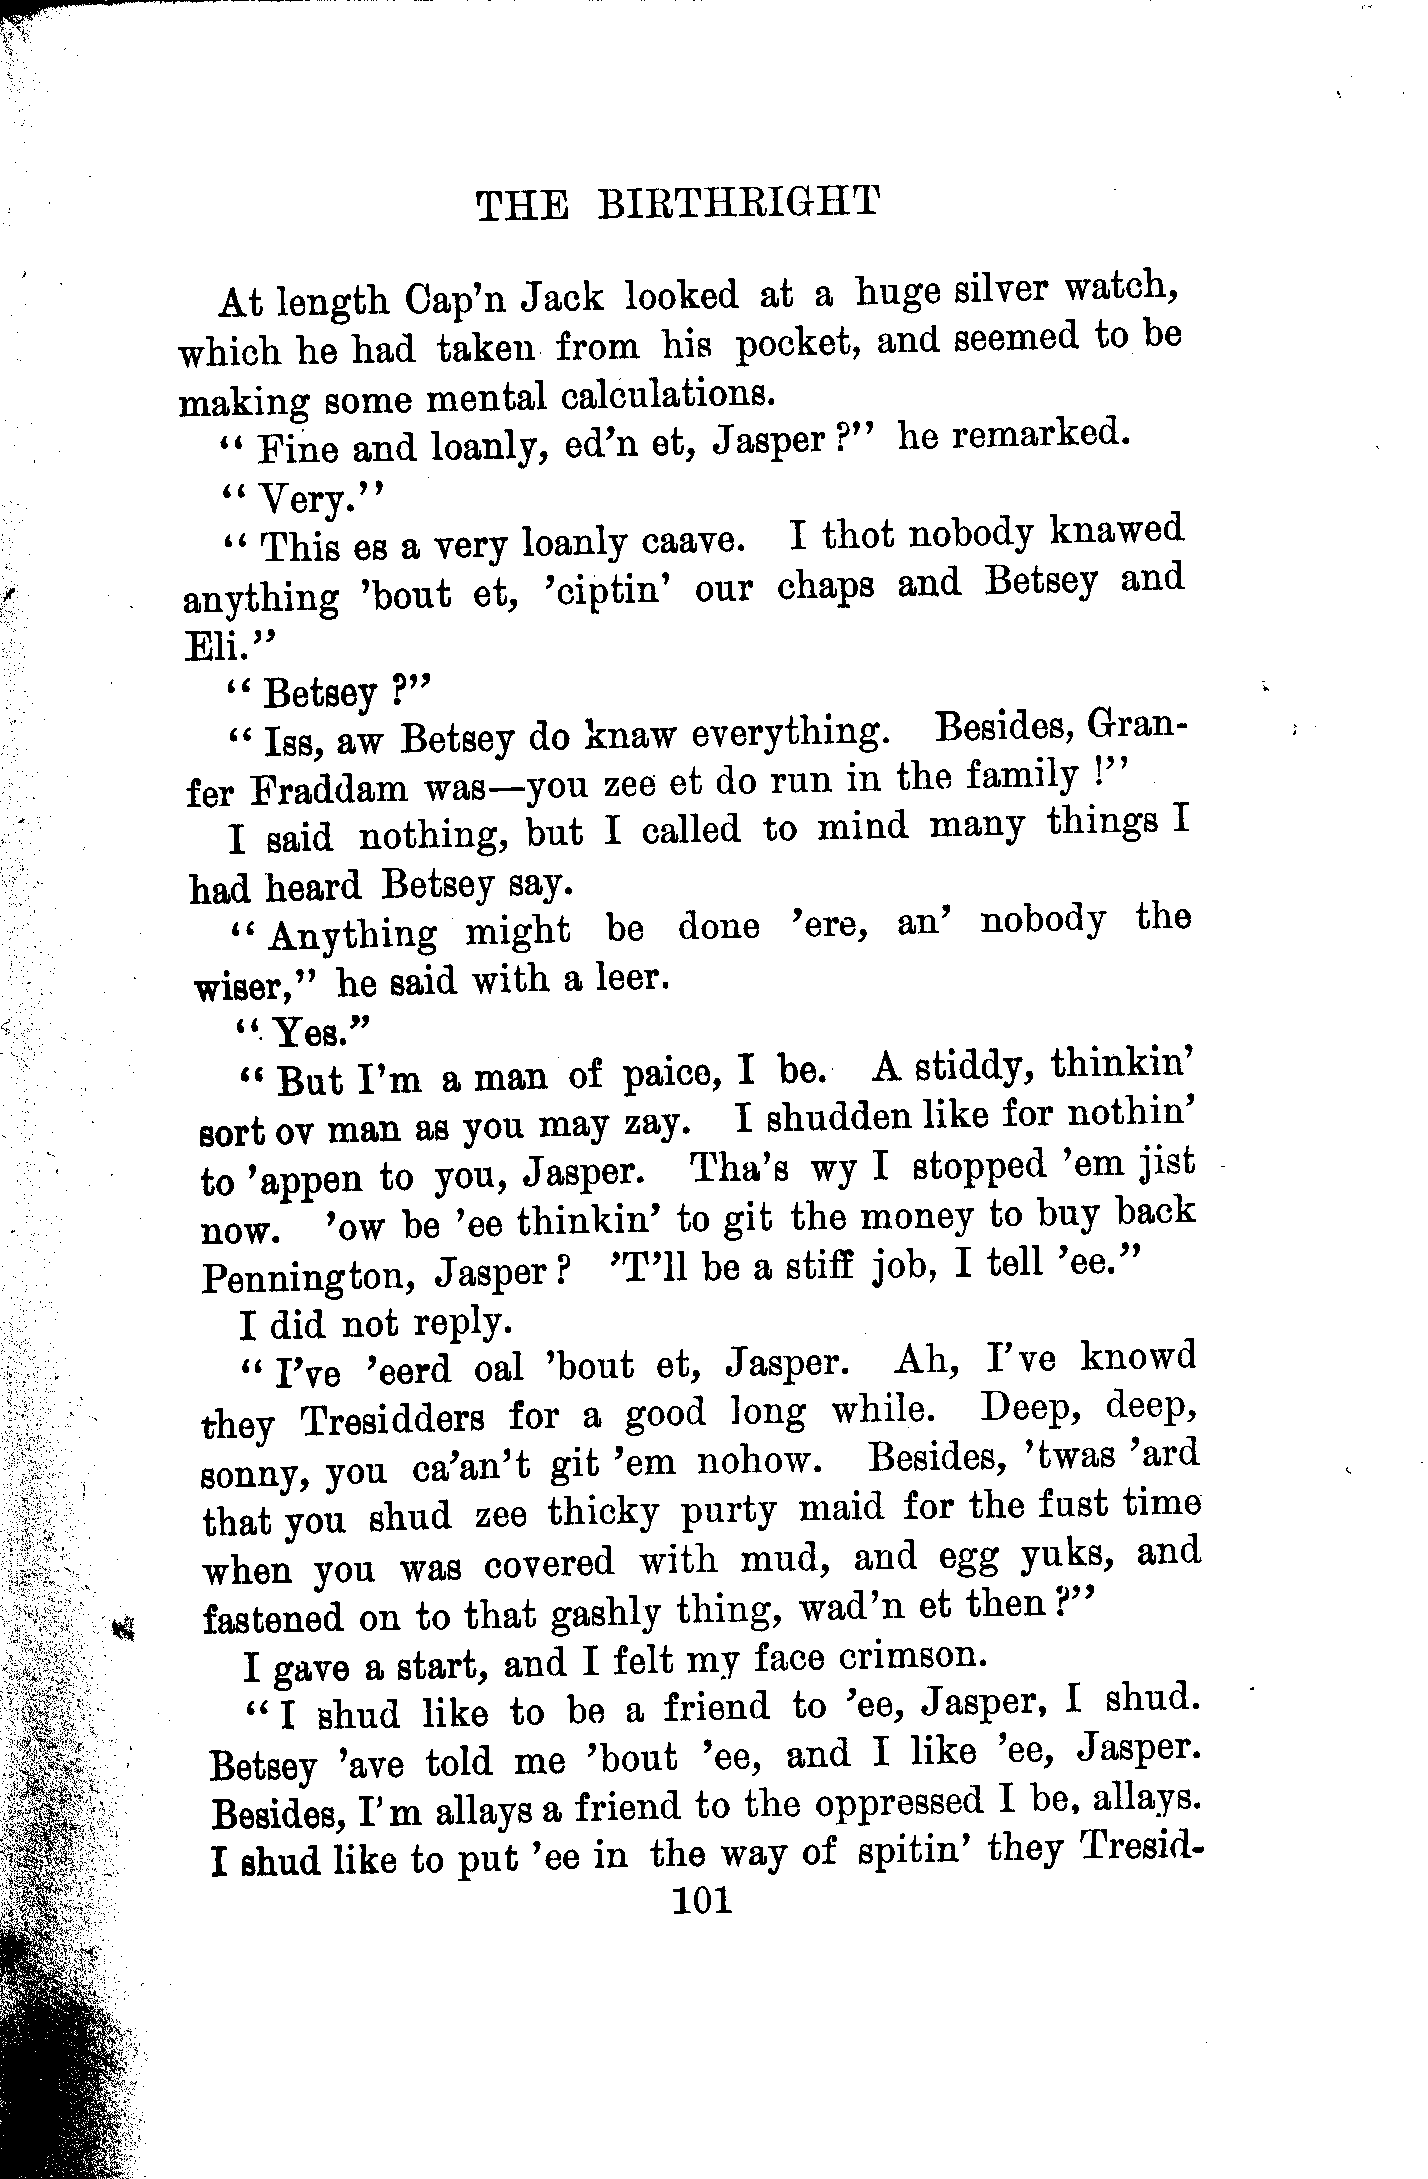 THE BIRTHRIGHT
At length Cap'n Jack looked at a huge silver watch,
which he had taken from his pocket, and seemed to be
making some mental calculations.
“ Fine and loanly, ed'n et, Jasper ?” he remarked.
“ Very.”
“ This es a very loanly caave. I thot nobody knawed
anything 'bout et, 'ciptin' our chaps and Betsey and
Eli.”
“ Betsey ?”
“ Iss, aw Betsey do knaw everything. Besides, Gran-
fer Fraddam was—you zee et do run in the family !”
I said nothing, but I called to mind many things I
had heard Betsey say.
“ Anything might be done 'ere, an' nobody the
wiser,” he said with a leer.
“ Yes.”
“ But I'm a man of paice, I be. A stiddy, thinkin'
sort ov man as you may zay. I shudden like for nothin'
to 'appen to you, Jasper. Tha's wy I stopped 'em jist
now. 'ow be 'ee thinkin' to git the money to buy back
Pennington, Jasper ? 'T'll be a stiff job, I tell 'ee.”
I did not reply.
“ I've 'eerd oal 'bout et, Jasper. Ah, I've knowd
they Tresidders for a good long while. Deep, deep,
sonny, you ca'an't git 'em nohow. Besides, 'twas 'ard
that you shud zee thicky purty maid for the fust time
when you was covered with mud, and egg yuks, and
fastened on to that gashly thing, wad'n et then ?”
I gave a start, and I felt my face crimson.
“ I shud like to be a friend to 'ee, Jasper, I shud.
Betsey 'ave told me 'bout 'ee, and I like 'ee, Jasper.
Besides, I'm allays a friend to the oppressed I be, allays.
I shud like to put 'ee in the way of spitin' they Tresid-
101